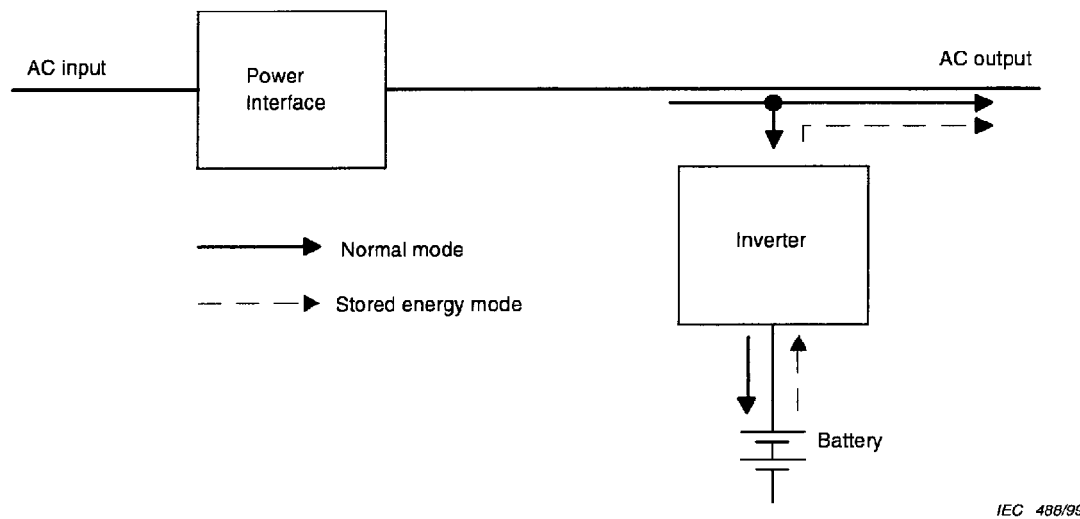 AC input
Power
Interface
AC output
Inverter
Normal mode
Stored energy mode
Battery
IEC 488/99